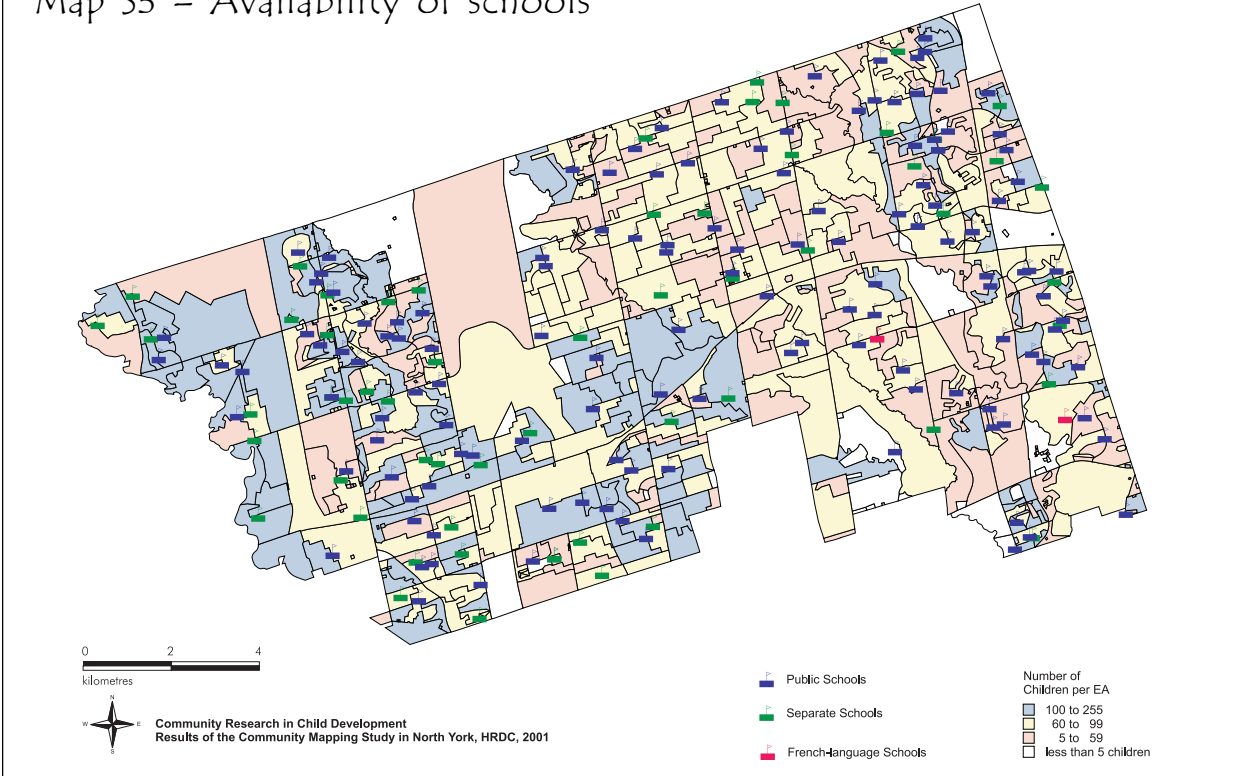 Map 35 – Availability of schools
0 2 4
kilometres
N
W E
S
Community Research in Child Development
Results of the Community Mapping Study in North York, HRDC, 2001
Public Schools
Separate Schools
French-language Schools
Number of
Children per EA
100 to 255
60 to 99
5 to 59
less than 5 children